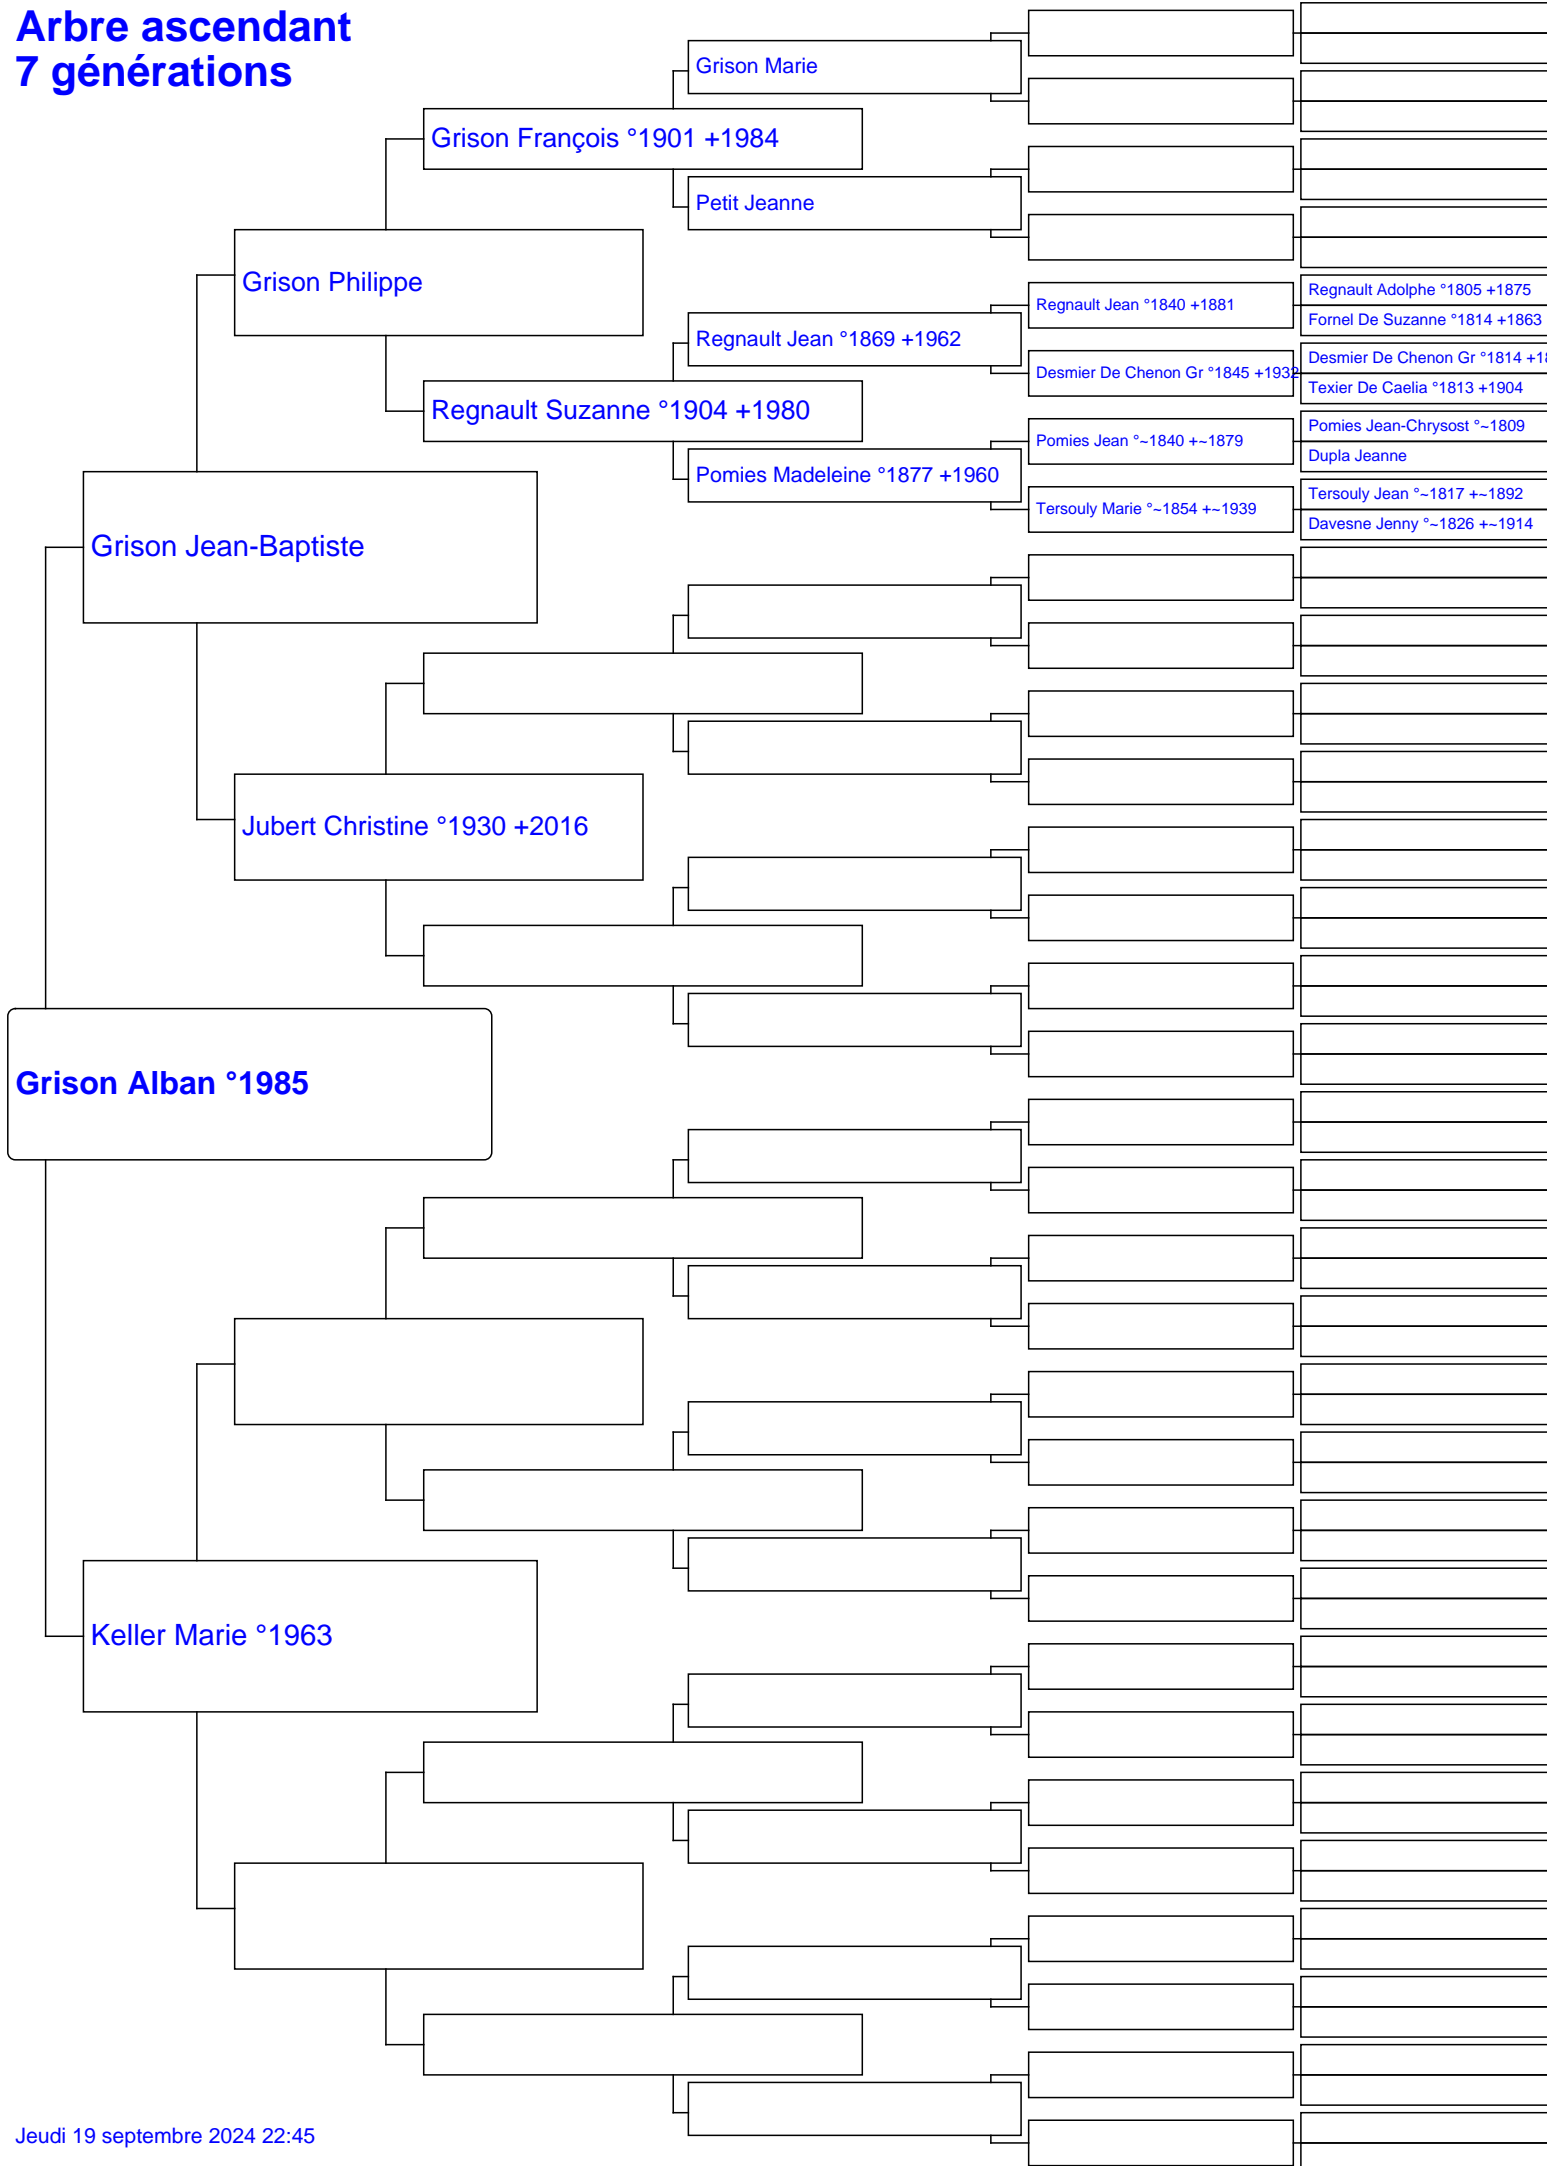 Arbre ascendant
7 générations
Grison Marie
Grison François °1901 +1984
Petit Jeanne
Grison Philippe
Regnault Adolphe °1805 +1875
Regnault Jean °1840 +1881
Fornel De Suzanne °1814 +1863
Regnault Jean °1869 +1962
Desmier De Chenon Gr °1814
Desmier De Chenon Gr °1845 +1932
Texier De Caelia °1813 +1904
Regnault Suzanne °1904 +1980
Pomies Jean-Chrysost °~1809
Pomies Jean °~1840 +~1879
Dupla Jeanne
Pomies Madeleine °1877 +1960
Tersouly Jean °~1817 +~1892
Tersouly Marie °~1854 +~1939
Davesne Jenny °~1826 +~1914
Grison Jean-Baptiste
Jubert Christine °1930 +2016
Grison Alban °1985
Keller Marie °1963
Jeudi 19 septembre 2024 22:45